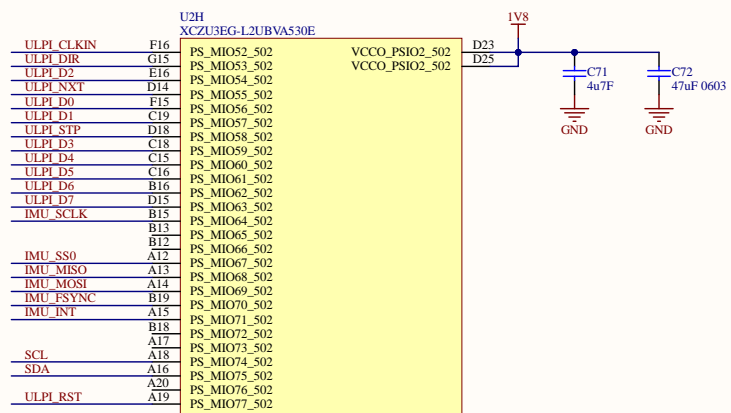 U2H
XCZU3EG-L2UBVA530E
1V8
ULPI_CLKIN F16 PS_MIO52_502 VCCO_PSIO2_502 D23
ULPI_DIR G15 PS_MIO53_502 VCCO_PSIO2_502 D25
ULPI_D2 E16 PS_MIO54_502
ULPI_NXT D14 PS_MIO55_502
ULPI_D0 F15 PS_MIO56_502
ULPI_D1 C19 PS_MIO57_502
ULPI_STP D18 PS_MIO58_502
ULPI_D3 C18 PS_MIO59_502
ULPI_D4 C15 PS_MIO60_502
ULPI_D5 C16 PS_MIO61_502
ULPI_D6 B16 PS_MIO62_502
ULPI_D7 D15 PS_MIO63_502
IMU_SCLK B15 PS_MIO64_502
B13 PS_MIO65_502
B12 PS_MIO66_502
IMU_SS0 A12 PS_MIO67_502
IMU_MISO A13 PS_MIO68_502
IMU_MOSI A14 PS_MIO69_502
IMU_FSYNC B19 PS_MIO70_502
IMU_INT A15 PS_MIO71_502
B18 PS_MIO72_502
A17 PS_MIO73_502
SCL A18 PS_MIO74_502
SDA A16 PS_MIO75_502
A20 PS_MIO76_502
ULPI_RST A19 PS_MIO77_502
C71
4u7F
GND
C72
47uF 0603
GND